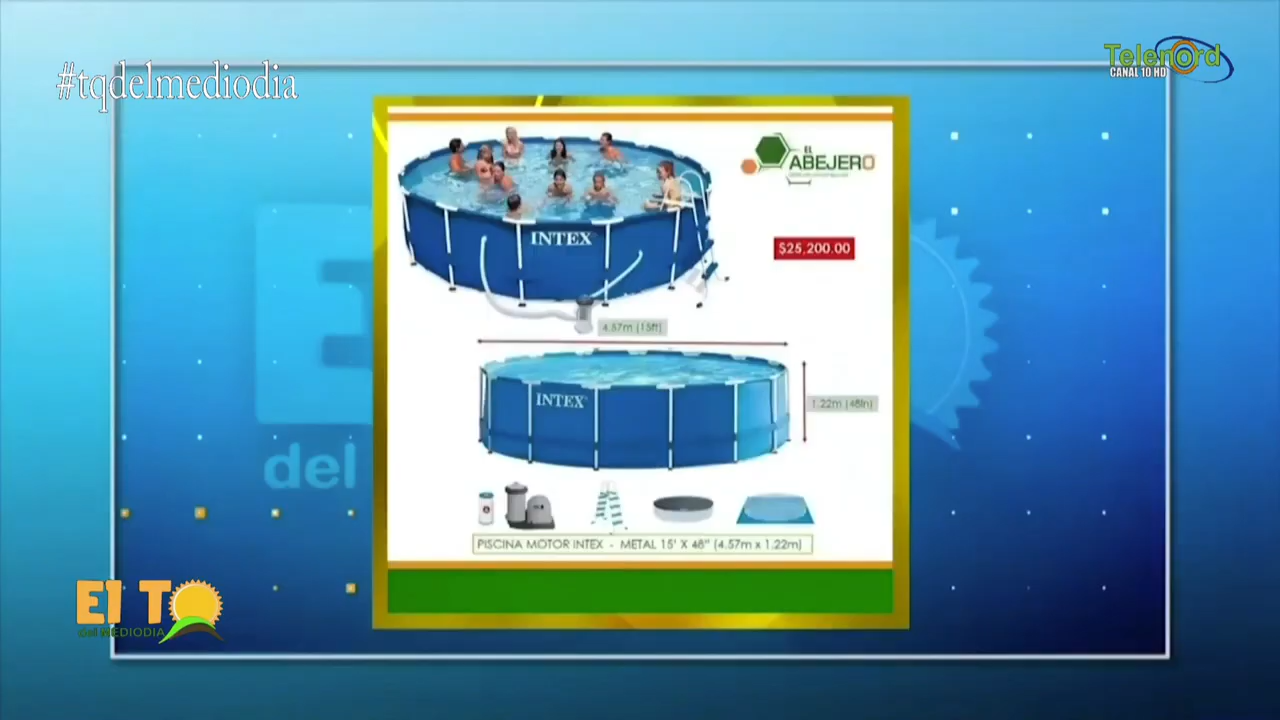 #tqdelmediodia
Telenord
CANAL 10 HD
EL
ABEJERO
$25,200.00
INTEX
4.57m (15ft)
INTEX
1.22m (48in)
PISCINA MOTOR INTEX - METAL 15' X 48" (4.57m x 1.22m)
del
El T
del MEDIODIA